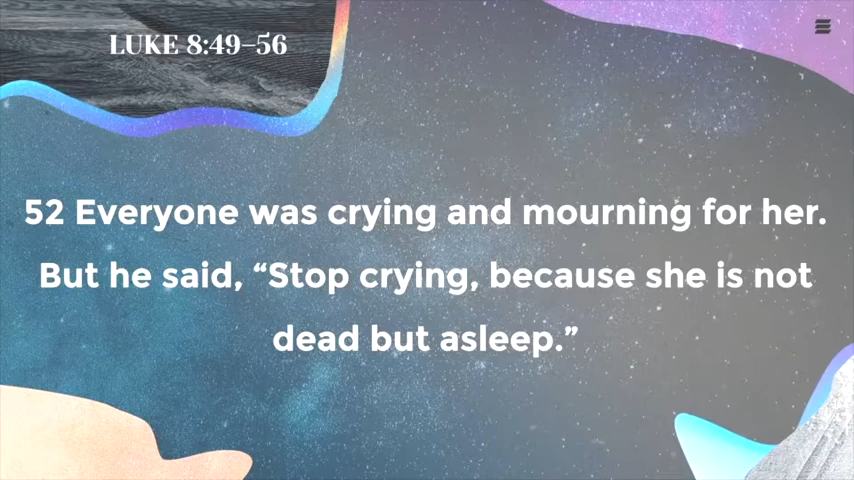 LUKE 8:49–56
52 Everyone was crying and mourning for her.
But he said, “Stop crying, because she is not
dead but asleep.”